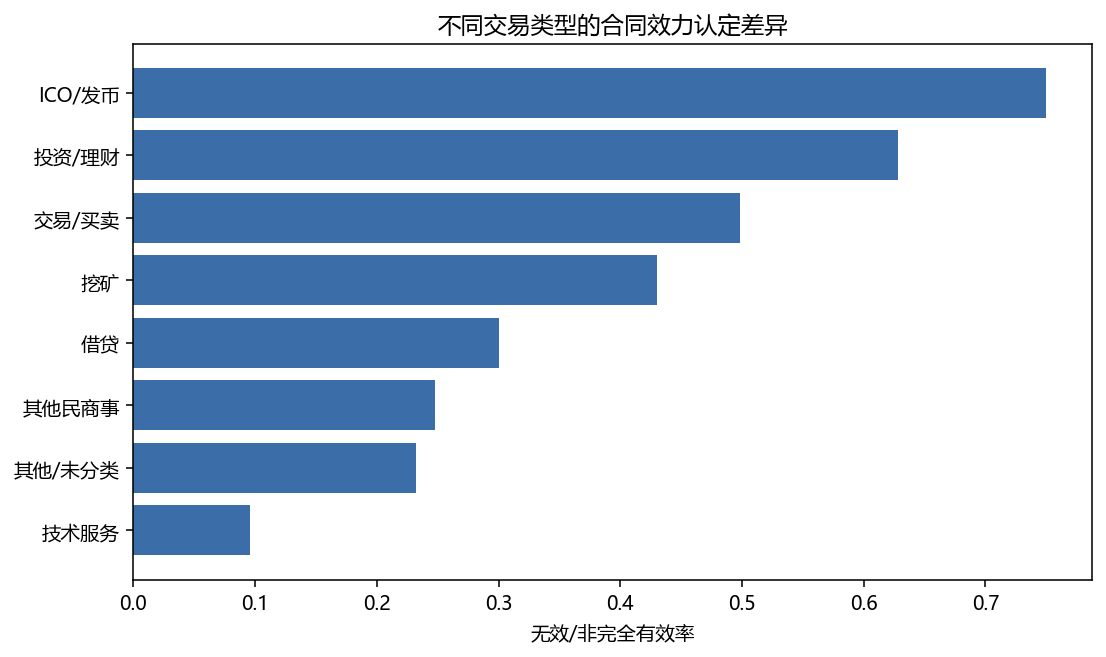 不同交易类型的合同效力认定差异
ICO/发币
投资/理财
交易/买卖
挖矿
借贷
其他民商事
其他/未分类
技术服务
0.0 0.1 0.2 0.3 0.4 0.5 0.6 0.7
无效/非完全有效率